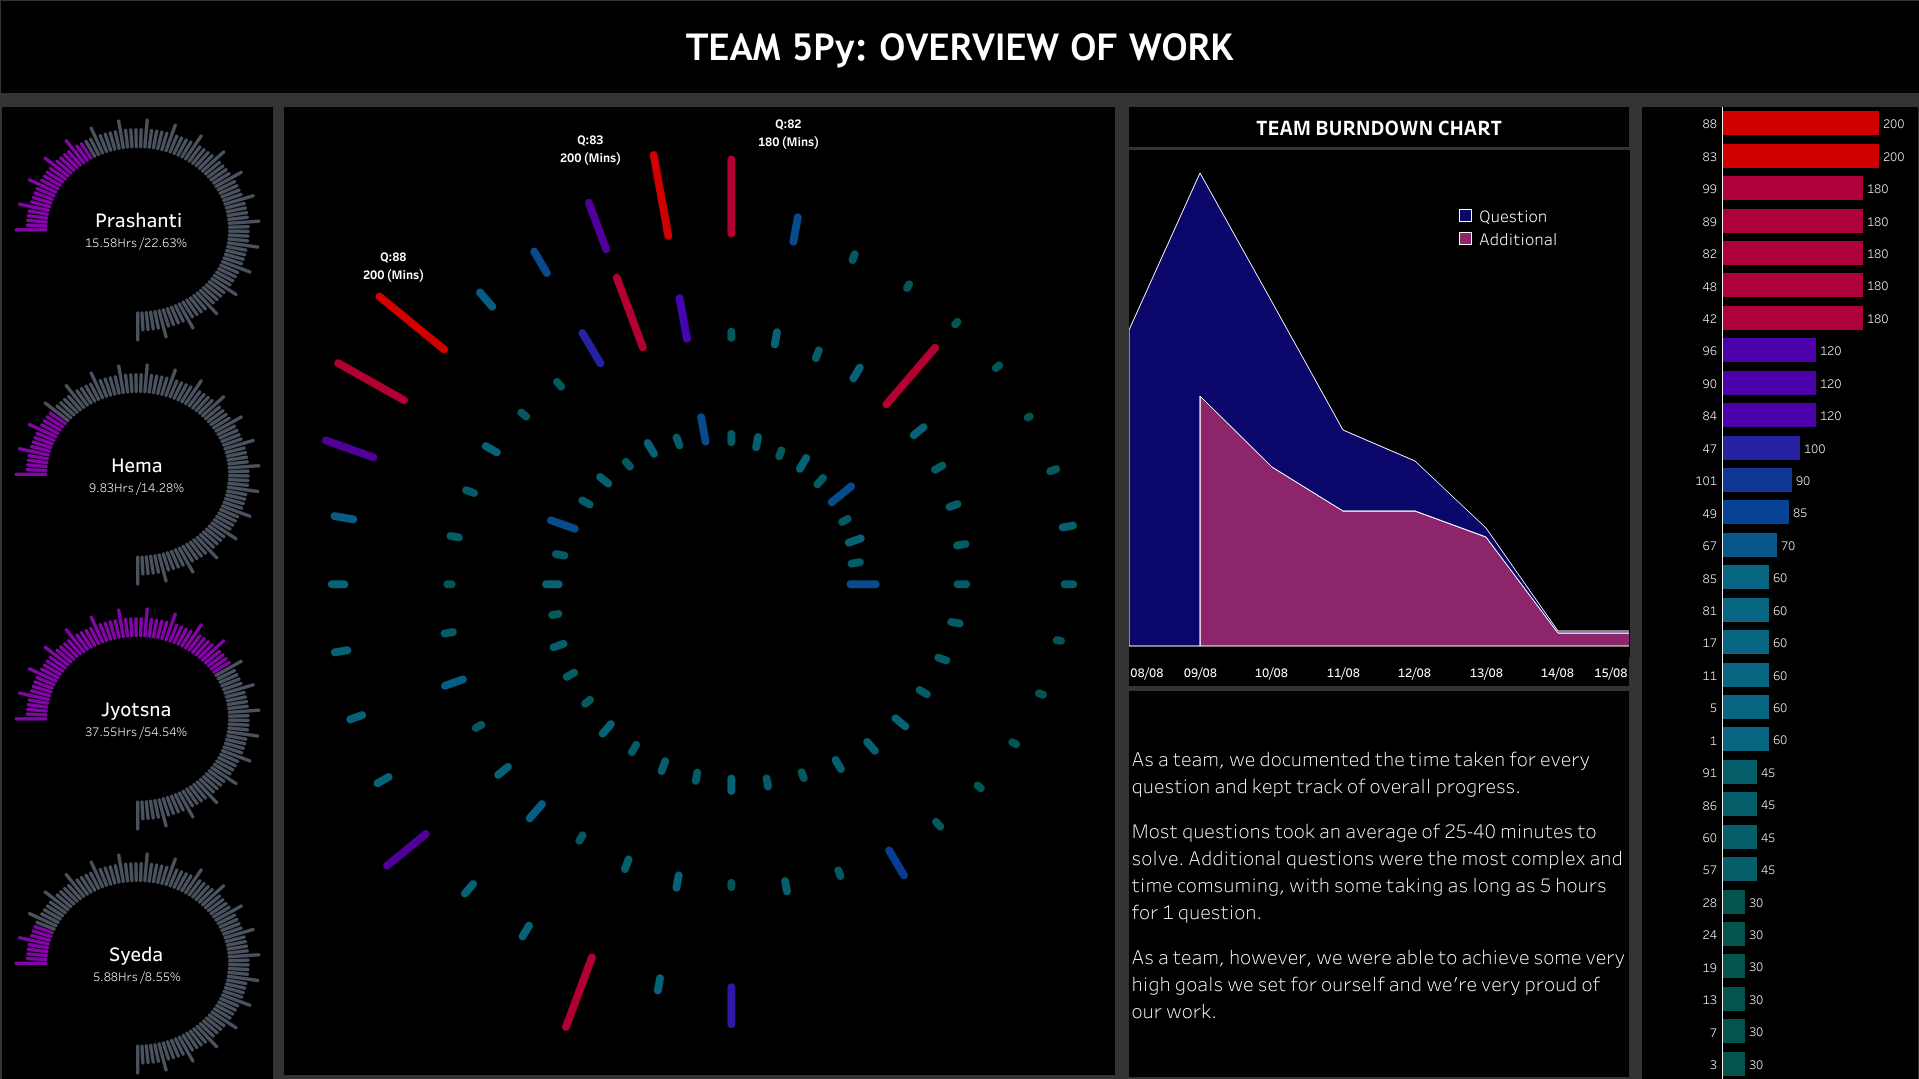 TEAM 5Py: OVERVIEW OF WORK
Prashanti
15.58Hrs /22.63%
Hema
9.83Hrs /14.28%
Jyotsna
37.55Hrs /54.54%
Syeda
5.88Hrs /8.55%
Q:82
180 (Mins)
Q:83
200 (Mins)
Q:88
200 (Mins)
TEAM BURNDOWN CHART
Question
Additional
08/08 09/08 10/08 11/08 12/08 13/08 14/08 15/08
As a team, we documented the time taken for every
question and kept track of overall progress.
Most questions took an average of 25-40 minutes to
solve. Additional questions were the most complex and
time comsuming, with some taking as long as 5 hours
for 1 question.
As a team, however, we were able to achieve some very
high goals we set for ourself and we’re very proud of
our work.
88 200
83 200
99 180
89 180
82 180
48 180
42 180
96 120
90 120
84 120
47 100
101 90
49 85
67 70
85 60
81 60
17 60
11 60
5 60
1 60
91 45
86 45
60 45
57 45
28 30
24 30
19 30
13 30
7 30
3 30